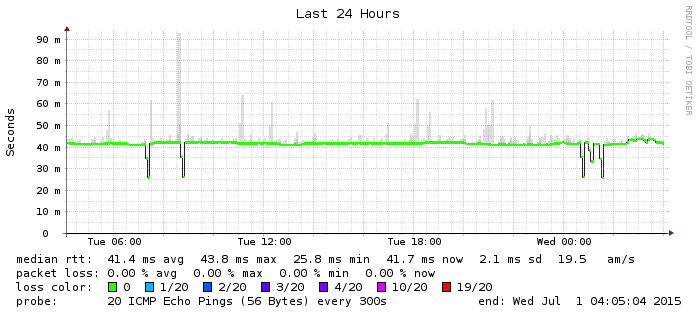 Last 24 Hours
RRDTOOL / TOBI OETIKER
Seconds
90 m
80 m
70 m
60 m
50 m
40 m
30 m
20 m
10 m
0
Tue 06:00 Tue 12:00 Tue 18:00 Wed 00:00
median rtt: 41.4 ms avg 43.8 ms max 25.8 ms min 41.7 ms now 2.1 ms sd 19.5 am/s
packet loss: 0.00 % avg 0.00 % max 0.00 % min 0.00 % now
loss color: 0 1/20 2/20 3/20 4/20 10/20 19/20
probe: 20 ICMP Echo Pings (56 Bytes) every 300s end: Wed Jul 1 04:05:04 2015